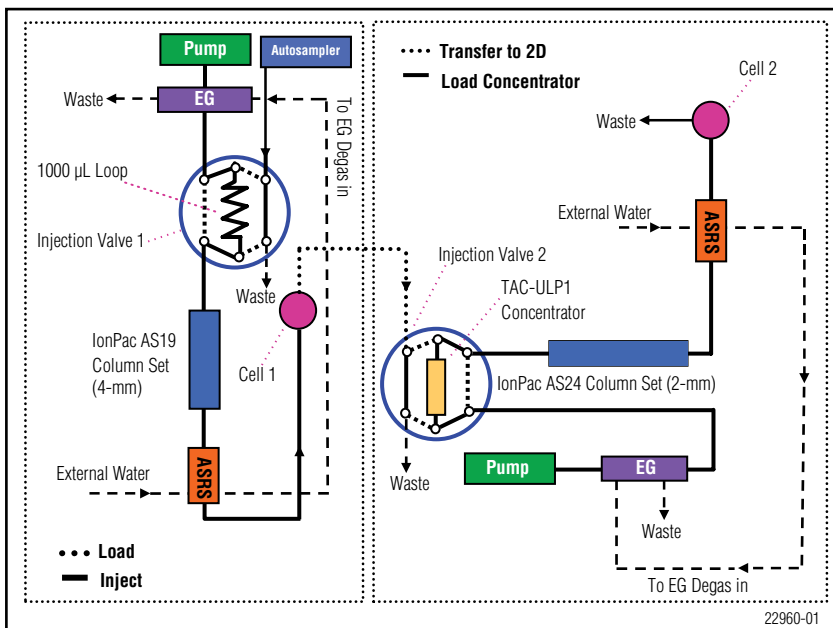 Pump
Autosampler
Waste
EG
To EG Degas in
1000 µL Loop
Injection Valve 1
Waste
IonPac AS19
Column Set
(4-mm)
Cell 1
External Water
ASRS
Load
Inject
Transfer to 2D
Load Concentrator
Cell 2
Waste
External Water
ASRS
Injection Valve 2
TAC-ULP1
Concentrator
IonPac AS24 Column Set (2-mm)
Waste
Pump
EG
Waste
To EG Degas in
22960-01